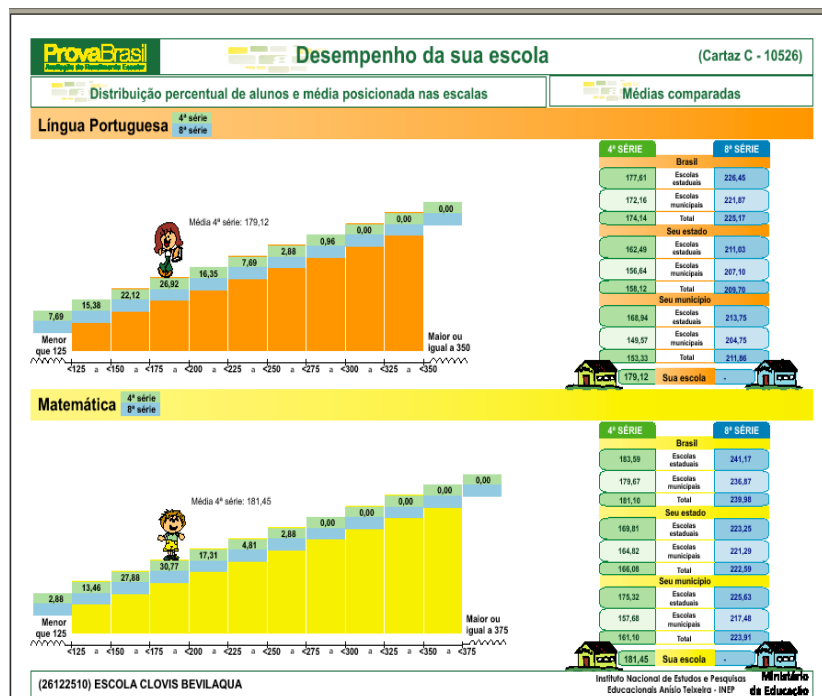 ProvaBrasil
Avaliação do Rendimento Escolar
Desempenho da sua escola
(Cartaz C - 10526)
Distribuição percentual de alunos e média posicionada nas escalas
Médias comparadas
Língua Portuguesa
4ª série
8ª série
Média 4ª série: 179,12
7,69
15,38
22,12
26,92
16,35
7,69
2,88
0,96
0,00
0,00
0,00
Menor que 125
<125 a <150 a <175 a <200 a <225 a <250 a <275 a <300 a <325 a <350
Maior ou igual a 350
4ª SÉRIE 8ª SÉRIE
Brasil
177,61 Escolas estaduais 226,45
172,16 Escolas municipais 221,87
174,14 Total 225,17
Seu estado
162,49 Escolas estaduais 211,03
156,64 Escolas municipais 207,10
158,12 Total 209,70
Seu município
168,94 Escolas estaduais 213,75
149,57 Escolas municipais 204,75
153,33 Total 211,86
179,12 Sua escola -
Matemática
4ª série
8ª série
Média 4ª série: 181,45
2,88
13,46
27,88
30,77
17,31
4,81
2,88
0,00
0,00
0,00
0,00
0,00
Menor que 125
<125 a <150 a <175 a <200 a <225 a <250 a <275 a <300 a <325 a <350 a <375
Maior ou igual a 375
4ª SÉRIE 8ª SÉRIE
Brasil
183,59 Escolas estaduais 241,17
179,67 Escolas municipais 236,87
181,10 Total 239,98
Seu estado
169,81 Escolas estaduais 223,25
164,82 Escolas municipais 221,29
166,08 Total 222,59
Seu município
175,32 Escolas estaduais 225,63
157,68 Escolas municipais 217,48
161,10 Total 223,91
181,45 Sua escola -
(26122510) ESCOLA CLOVIS BEVILAQUA
Instituto Nacional de Estudos e Pesquisas
Educacionais Anísio Teixeira - INEP
Ministério
da Educação